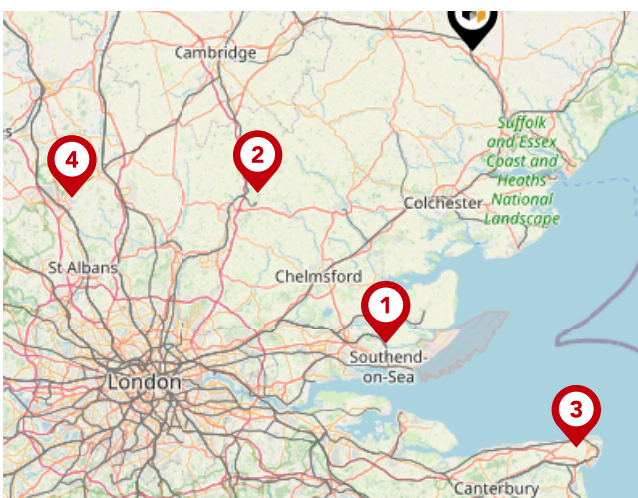 Cambridge
Suffolk
and Essex
Coast and
Heaths
National
Landscape
4
2
Colchester
St Albans
Chelmsford
1
Southend-
on-Sea
London
3
Canterbury